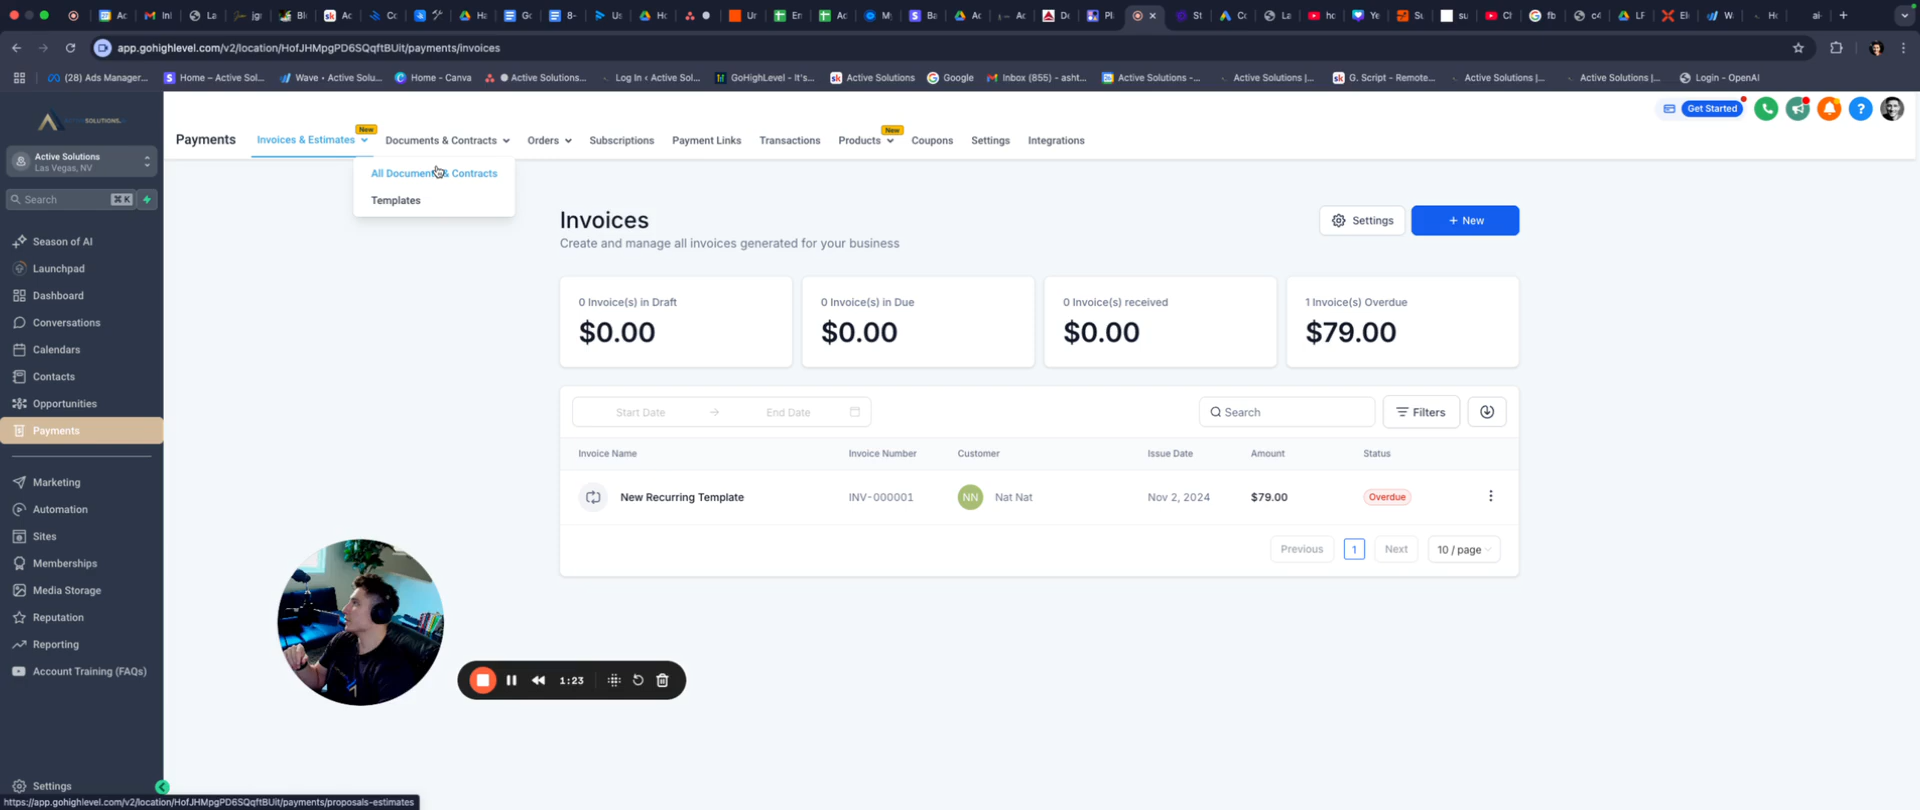 app.gohighlevel.com/v2/location/HofJHMpgPD6SQqftBUit/payments/invoices
(28) Ads Manager...
Home – Active Sol...
Wave • Active Solu...
Home - Canva
Active Solutions...
Log In ‹ Active Sol...
GoHighLevel - It's...
Active Solutions
Google
Inbox (855) - asht...
Active Solutions -...
Active Solutions |...
G. Script - Remote...
Active Solutions |...
Active Solutions |...
Login - OpenAI
Get Started
Payments
Invoices & Estimates
New
Documents & Contracts
Orders
Subscriptions
Payment Links
Transactions
Products
New
Coupons
Settings
Integrations
All Documents & Contracts
Templates
Active Solutions
Las Vegas, NV
Search
⌘ K
Season of AI
Launchpad
Dashboard
Conversations
Calendars
Contacts
Opportunities
Payments
Marketing
Automation
Sites
Memberships
Media Storage
Reputation
Reporting
Account Training (FAQs)
Settings
Invoices
Create and manage all invoices generated for your business
Settings
+ New
0 Invoice(s) in Draft
$0.00
0 Invoice(s) in Due
$0.00
0 Invoice(s) received
$0.00
1 Invoice(s) Overdue
$79.00
Start Date
End Date
Search
Filters
Invoice Name Invoice Number Customer Issue Date Amount Status
New Recurring Template INV-000001 NN Nat Nat Nov 2, 2024 $79.00 Overdue
Previous 1 Next 10 / page
1:23
https://app.gohighlevel.com/v2/location/HofJHMpgPD6SQqftBUit/payments/proposals-estimates